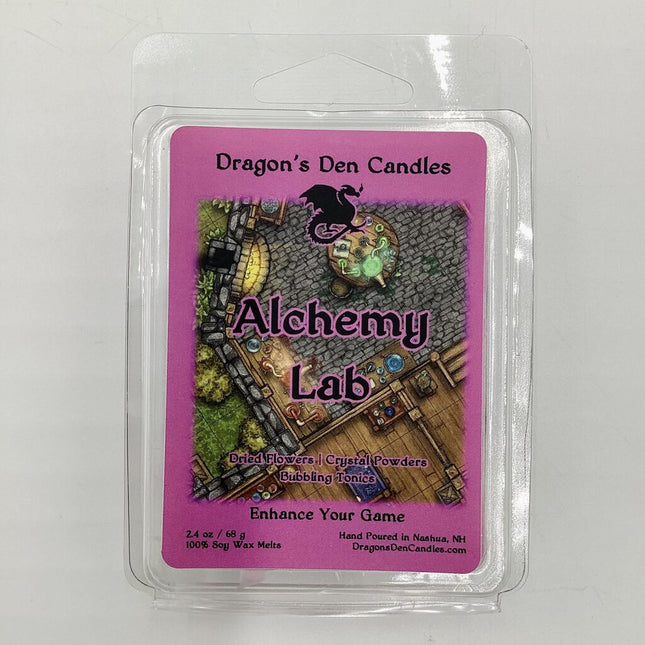 Dragon's Den Candles
Alchemy
Lab
Dried Flowers | Crystal Powders
Bubbling Tonics
Enhance Your Game
2.4 oz / 68 g
100% Soy Wax Melts
Hand Poured in Nashua, NH
DragonsDenCandles.com